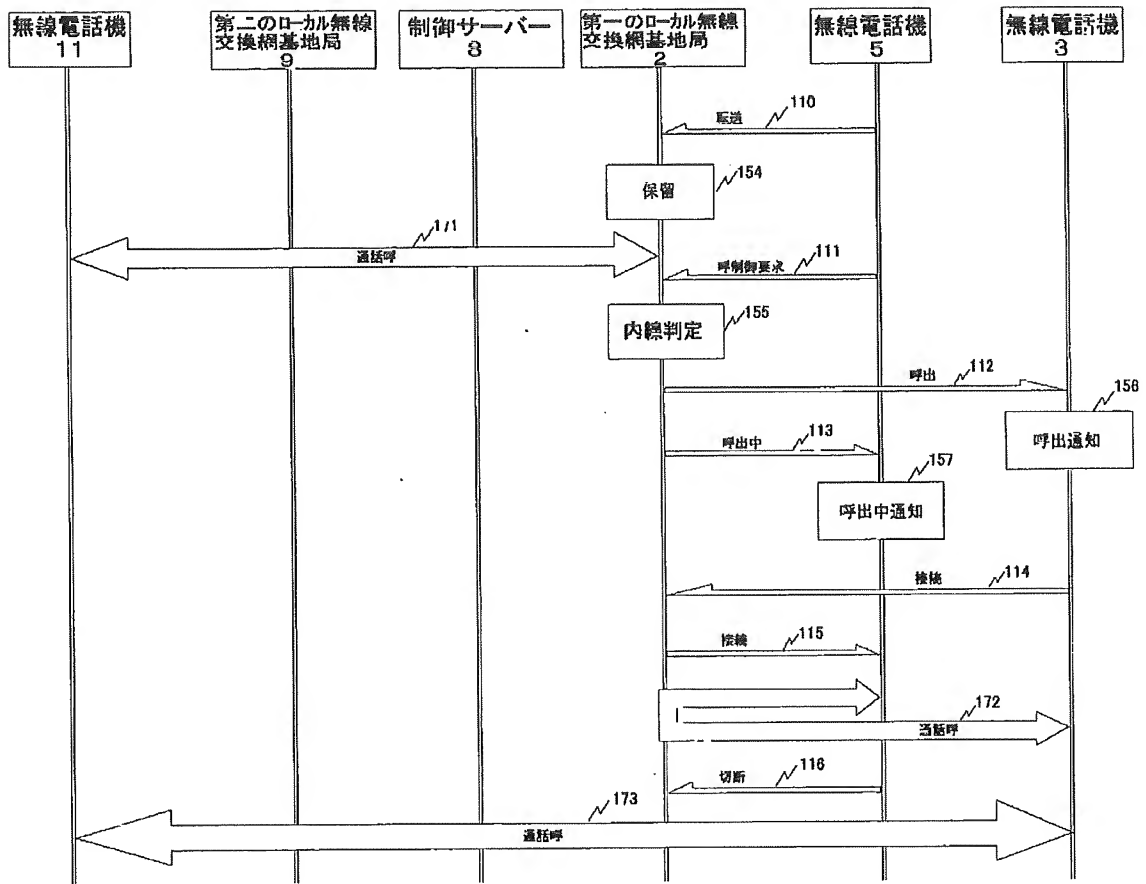 無線電話機
11
第二のローカル無線
交換網基地局
9
制御サーバー
8
第一のローカル無線
交換網基地局
2
無線電話機
5
無線電話機
3
転送
110
保留
154
171
通話呼
呼制御要求
111
内線判定
155
呼出
112
156
呼出通知
呼出中
113
157
呼出中通知
接続
114
接続
115
172
通話呼
切断
116
173
通話呼